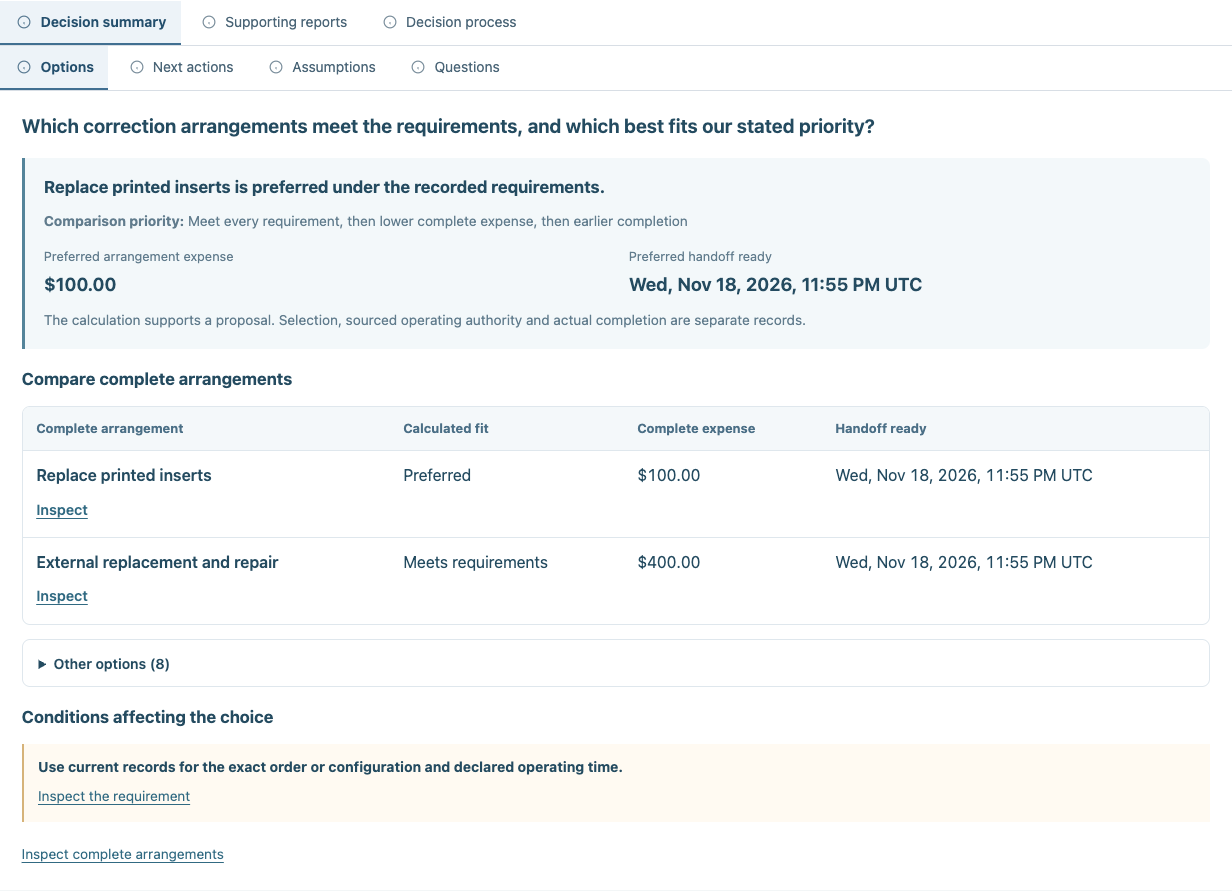 Decision summary
Supporting reports
Decision process
Options
Next actions
Assumptions
Questions
Which correction arrangements meet the requirements, and which best fits our stated priority?
Replace printed inserts is preferred under the recorded requirements.
Comparison priority: Meet every requirement, then lower complete expense, then earlier completion
Preferred arrangement expense
$100.00
Preferred handoff ready
Wed, Nov 18, 2026, 11:55 PM UTC
The calculation supports a proposal. Selection, sourced operating authority and actual completion are separate records.
Compare complete arrangements
Complete arrangement Calculated fit Complete expense Handoff ready
Replace printed inserts Preferred $100.00 Wed, Nov 18, 2026, 11:55 PM UTC
Inspect
External replacement and repair Meets requirements $400.00 Wed, Nov 18, 2026, 11:55 PM UTC
Inspect
Other options (8)
Conditions affecting the choice
Use current records for the exact order or configuration and declared operating time.
Inspect the requirement
Inspect complete arrangements